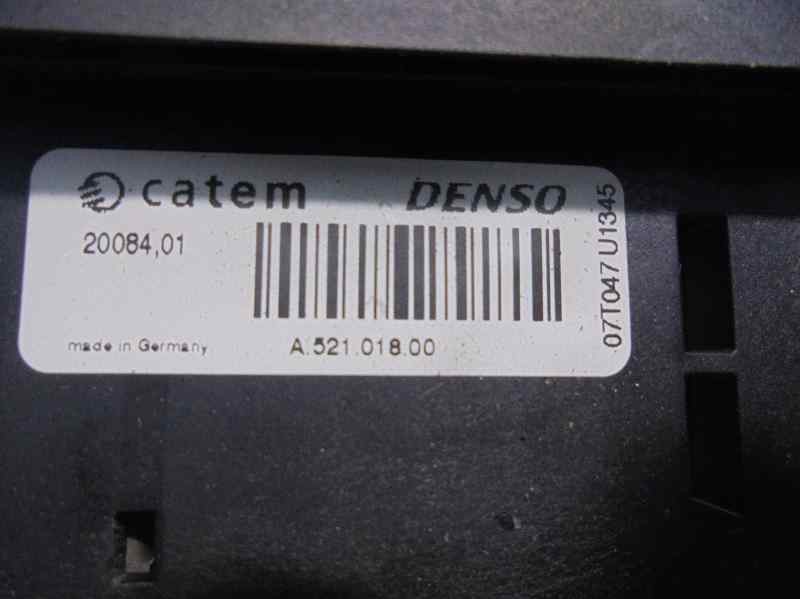 catem DENSO
20084,01
made in Germany A.521.018.00
07T047 U1345